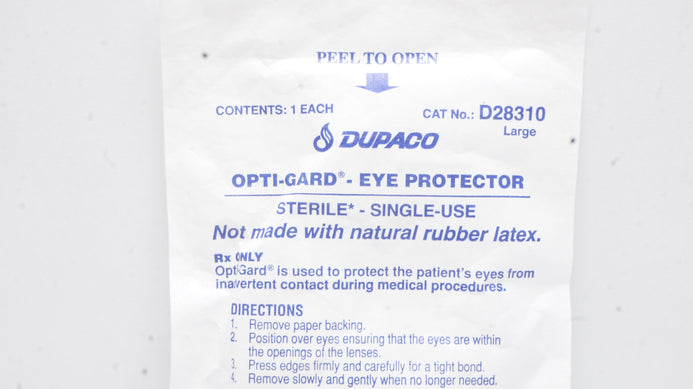 PEEL TO OPEN
CONTENTS: 1 EACH
CAT No.: D28310
Large
DUPACO
OPTI-GARD® - EYE PROTECTOR
STERILE* - SINGLE-USE
Not made with natural rubber latex.
Rx ONLY
OptiGard® is used to protect the patient's eyes from
inavertent contact during medical procedures.
DIRECTIONS
1. Remove paper backing.
2. Position over eyes ensuring that the eyes are within
the openings of the lenses.
3. Press edges firmly and carefully for a tight bond.
4. Remove slowly and gently when no longer needed.